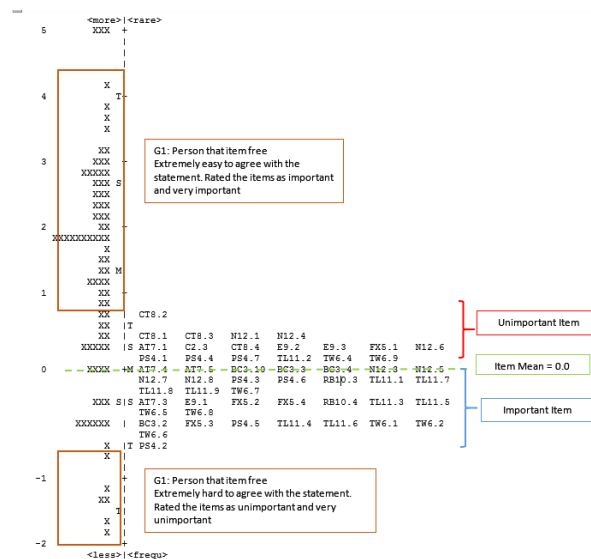 <more>|<rare>
5 XXX +
|
|
|
X |
4 T+
X |
X |
X |
|
XX |
3 XXX +
XXXXX |
XXX S|
XXX |
XXX |
XXX |
2 XX +
XXXXXXXXXX |
X |
XX |
XX M|
XXXX |
1 XX +
XX |
XX | CT8.2
XX |T
XX | CT8.1 CT8.3 N12.1 N12.4
XXXXX |S AT7.1 C2.3 CT8.4 E9.2 E9.3 FX5.1 N12.6
| PS4.1 PS4.4 PS4.7 TL11.2 TW6.4 TW6.9
0 XXXX +M AT7.4 AT7.5 BC3.10 BC3.3 BC3.4 N12.3 N12.5
| N12.7 N12.8 PS4.3 PS4.6 RB10.3 TL11.1 TL11.7
| TL11.8 TL11.9 TW6.7
XXX S|S AT7.3 E9.1 FX5.2 FX5.4 RB10.4 TL11.3 TL11.5
| TW6.5 TW6.8
XXXXXX | BC3.2 FX5.3 PS4.5 TL11.4 TL11.6 TW6.1 TW6.2
| TW6.6
X |T PS4.2
X |
-1 +
X |
XX |
T|
X |
X |
-2 +
<less>|<frequ>
G1: Person that item free
Extremely easy to agree with the
statement. Rated the items as important
and very important
Unimportant Item
Item Mean = 0.0
Important Item
G1: Person that item free
Extremely hard to agree with the statement.
Rated the items as unimportant and very
unimportant